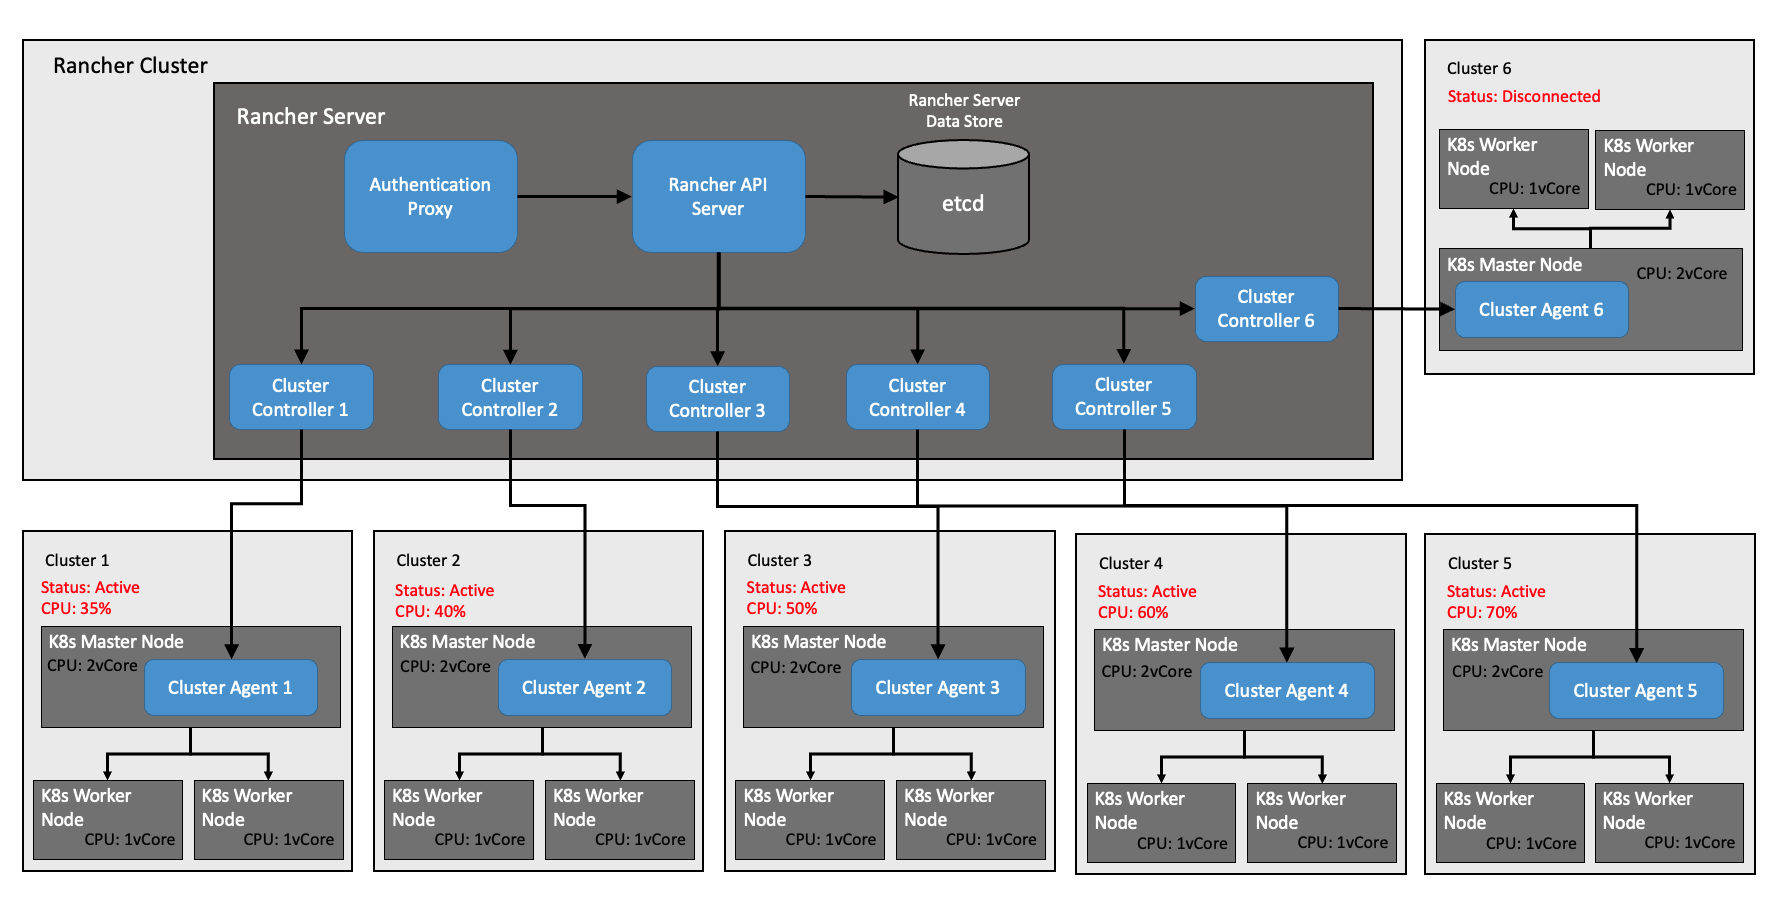 Rancher Cluster
Rancher Server
Rancher Server
Data Store
Authentication
Proxy
Rancher API
Server
etcd
Cluster
Controller 6
Cluster
Controller 1
Cluster
Controller 2
Cluster
Controller 3
Cluster
Controller 4
Cluster
Controller 5
Cluster 6
Status: Disconnected
K8s Worker
Node
CPU: 1vCore
K8s Worker
Node
CPU: 1vCore
K8s Master Node
CPU: 2vCore
Cluster Agent 6
Cluster 1
Status: Active
CPU: 35%
K8s Master Node
CPU: 2vCore
Cluster Agent 1
K8s Worker
Node
CPU: 1vCore
K8s Worker
Node
CPU: 1vCore
Cluster 2
Status: Active
CPU: 40%
K8s Master Node
CPU: 2vCore
Cluster Agent 2
K8s Worker
Node
CPU: 1vCore
K8s Worker
Node
CPU: 1vCore
Cluster 3
Status: Active
CPU: 50%
K8s Master Node
CPU: 2vCore
Cluster Agent 3
K8s Worker
Node
CPU: 1vCore
K8s Worker
Node
CPU: 1vCore
Cluster 4
Status: Active
CPU: 60%
K8s Master Node
CPU: 2vCore
Cluster Agent 4
K8s Worker
Node
CPU: 1vCore
K8s Worker
Node
CPU: 1vCore
Cluster 5
Status: Active
CPU: 70%
K8s Master Node
CPU: 2vCore
Cluster Agent 5
K8s Worker
Node
CPU: 1vCore
K8s Worker
Node
CPU: 1vCore